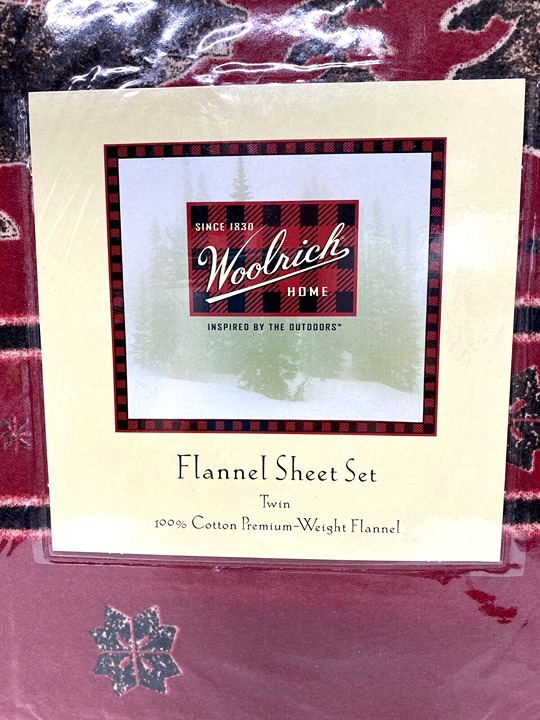 SINCE 1830
Woolrich
HOME
INSPIRED BY THE OUTDOORS™
Flannel Sheet Set
Twin
100% Cotton Premium-Weight Flannel